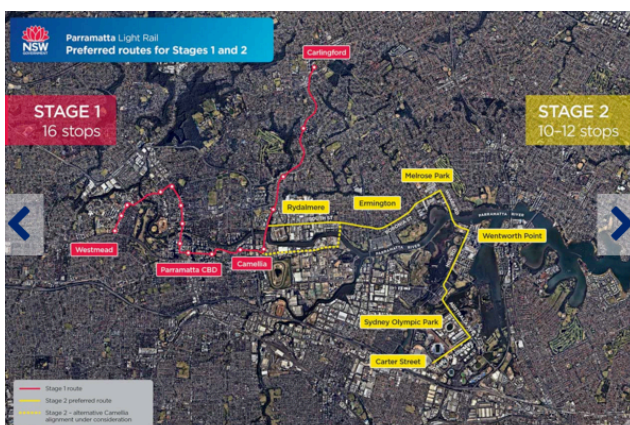 NSW
GOVERNMENT
Parramatta Light Rail
Preferred routes for Stages 1 and 2
Carlingford
STAGE 1
16 stops
STAGE 2
10-12 stops
Melrose Park
Rydalmere
Ermington
PARRAMATTA RIVER
Wentworth Point
Westmead
Parramatta CBD
Camellia
PARRAMATTA RIVER
Sydney Olympic Park
Carter Street
Stage 1 route
Stage 2 preferred route
Stage 2 – alternative Camellia
alignment under consideration